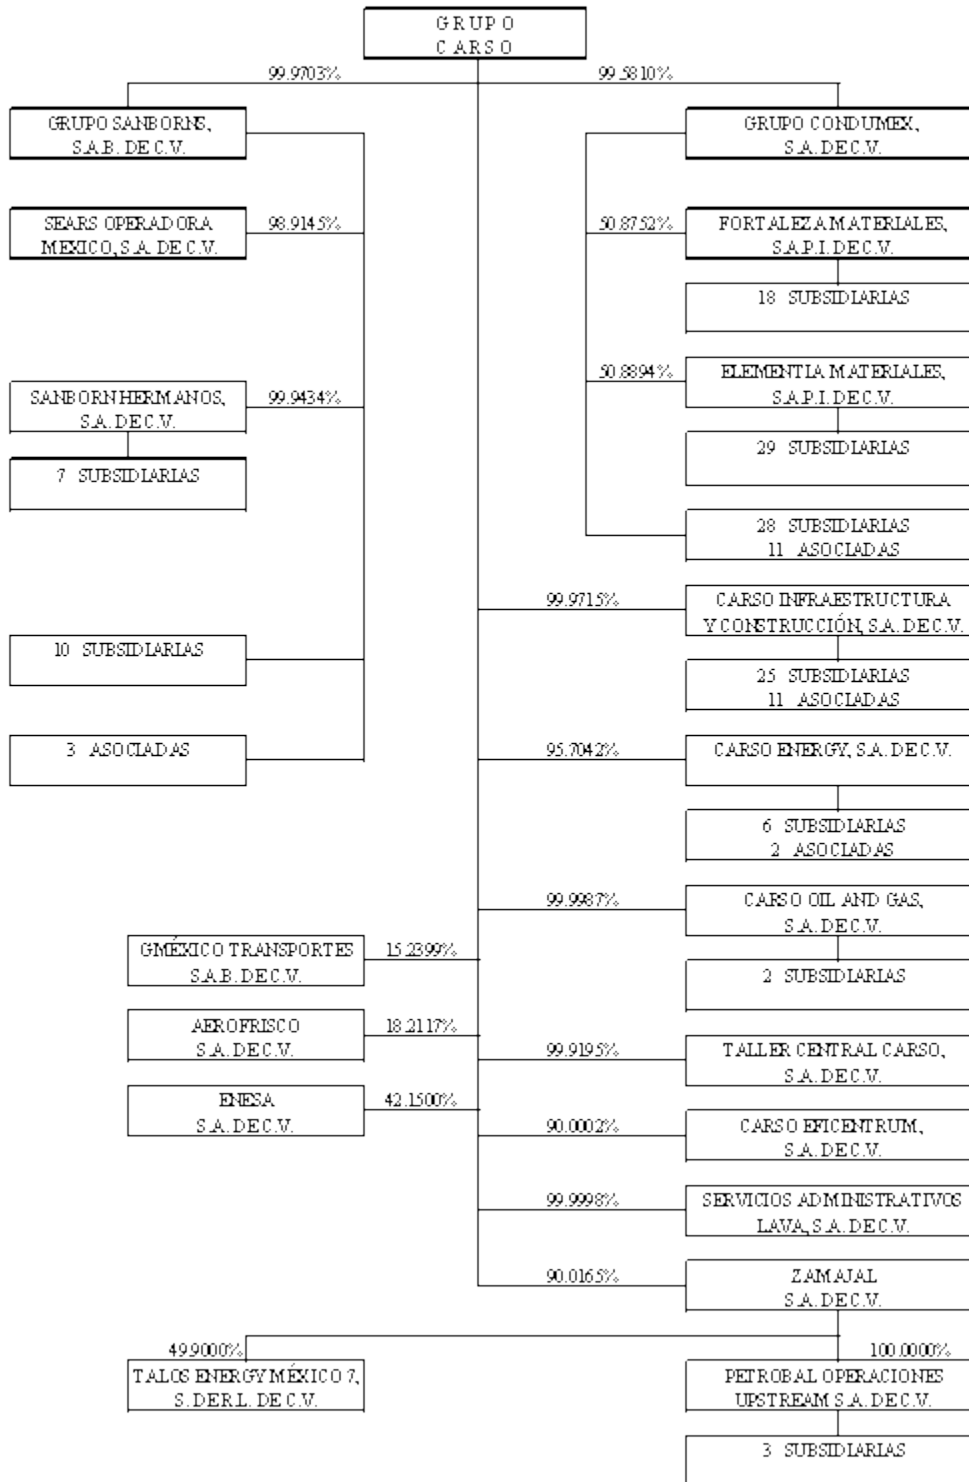 GRUPO
CARSO
99.9703%
99.5810%
GRUPO SANBORNS,
S.A.B. DE C.V.
GRUPO CONDUMEX,
S.A. DE C.V.
SEARS OPERADORA
MEXICO, S.A. DE C.V.
98.9145%
50.8752%
FORTALEZA MATERIALES,
S.A.P.I. DE C.V.
18 SUBSIDIARIAS
SANBORN HERMANOS,
S.A. DE C.V.
99.9434%
50.8894%
ELEMENTIA MATERIALES,
S.A.P.I. DE C.V.
7 SUBSIDIARIAS
29 SUBSIDIARIAS
28 SUBSIDIARIAS
11 ASOCIADAS
99.9715%
CARSO INFRAESTRUCTURA
Y CONSTRUCCIÓN, S.A. DE C.V.
10 SUBSIDIARIAS
25 SUBSIDIARIAS
11 ASOCIADAS
3 ASOCIADAS
95.7042%
CARSO ENERGY, S.A. DE C.V.
6 SUBSIDIARIAS
2 ASOCIADAS
99.9987%
CARSO OIL AND GAS,
S.A. DE C.V.
GMÉXICO TRANSPORTES
S.A.B. DE C.V.
15.2399%
2 SUBSIDIARIAS
AEROFRISCO
S.A. DE C.V.
18.2117%
99.9195%
TALLER CENTRAL CARSO,
S.A. DE C.V.
ENESA
S.A. DE C.V.
42.1500%
90.0002%
CARSO EFICENTRUM,
S.A. DE C.V.
99.9998%
SERVICIOS ADMINISTRATIVOS
LAVA, S.A. DE C.V.
90.0165%
ZAMAJAL
S.A. DE C.V.
49.9000%
100.0000%
TALOS ENERGY MÉXICO 7,
S. DE R.L. DE C.V.
PETROBAL OPERACIONES
UPSTREAM S.A. DE C.V.
3 SUBSIDIARIAS